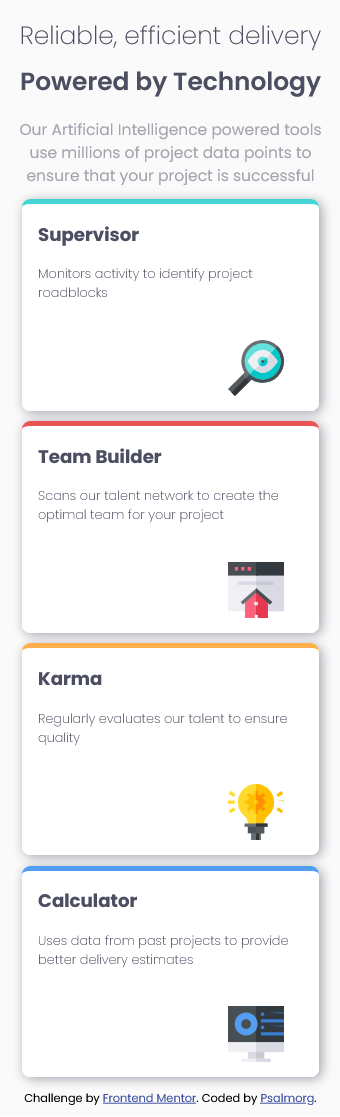 Reliable, efficient delivery
Powered by Technology
Our Artificial Intelligence powered tools
use millions of project data points to
ensure that your project is successful
Supervisor
Monitors activity to identify project
roadblocks
Team Builder
Scans our talent network to create the
optimal team for your project
Karma
Regularly evaluates our talent to ensure
quality
Calculator
Uses data from past projects to provide
better delivery estimates
Challenge by Frontend Mentor. Coded by Psalmorg.